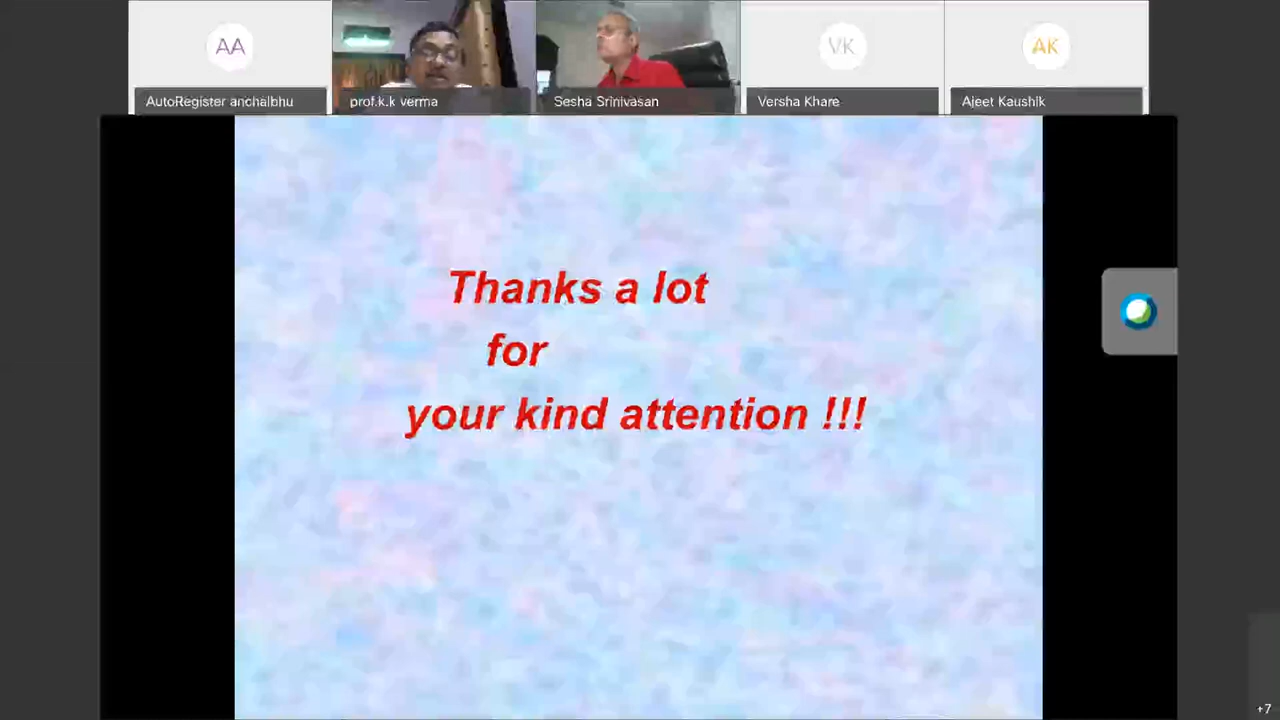 AA
VK
AK
AutoRegister anchalbhu
prof.k.k verma
Sesha Srinivasan
Versha Khare
Ajeet Kaushik
Thanks a lot
for
your kind attention !!!
+7